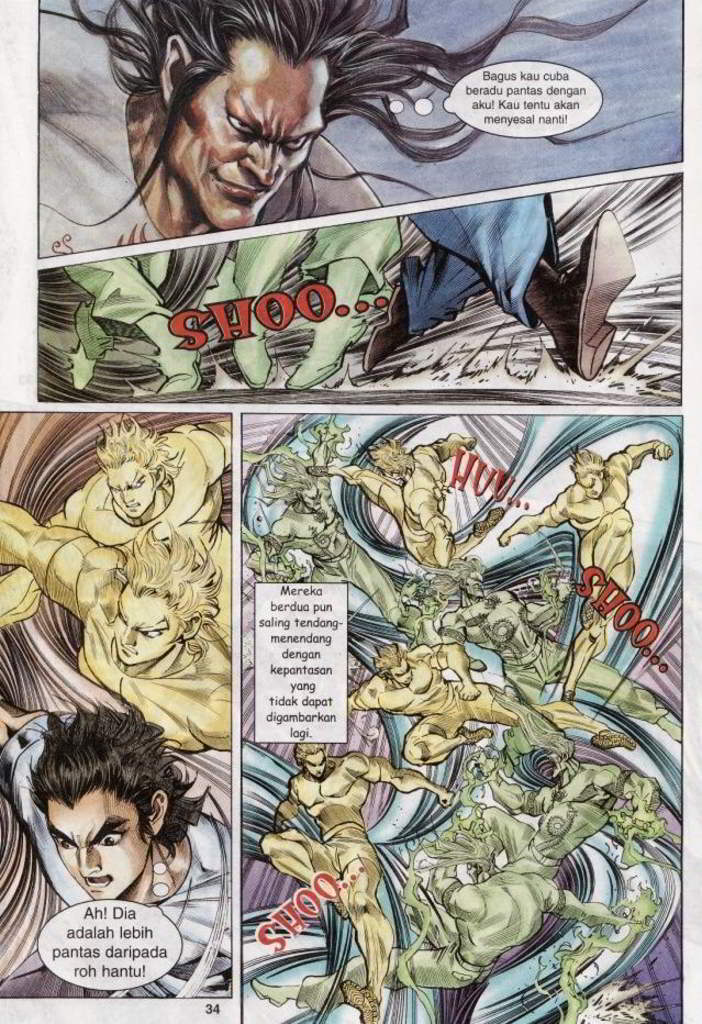 Bagus kau cuba
beradu pantas dengan
aku! Kau tentu akan
menyesal nanti!
SHOO...
Ah! Dia
adalah lebih
pantas daripada
roh hantu!
HUU...
SHOO...
Mereka
berdua pun
saling tendang-
menendang
dengan
kepantasan
yang
tidak dapat
digambarkan
lagi.
SHOO...
34